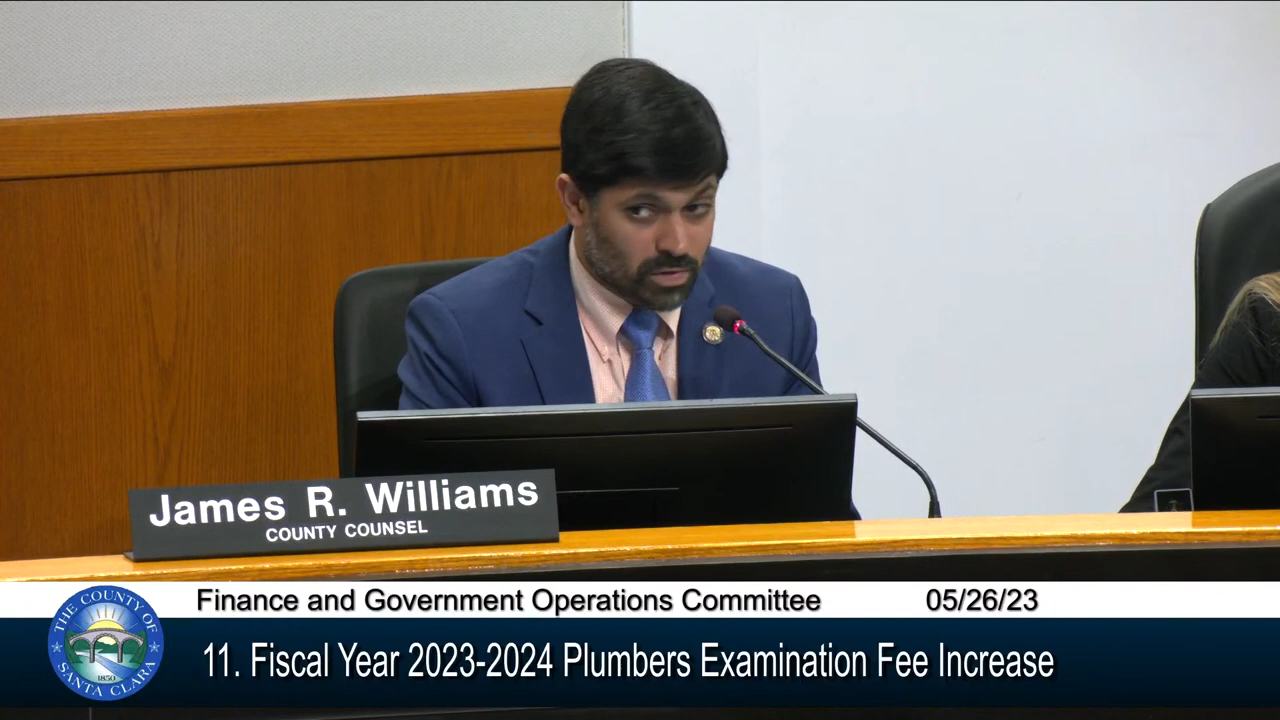 James R. Williams
COUNTY COUNSEL
Finance and Government Operations Committee 05/26/23
THE COUNTY OF
SANTA CLARA
1850
11. Fiscal Year 2023-2024 Plumbers Examination Fee Increase